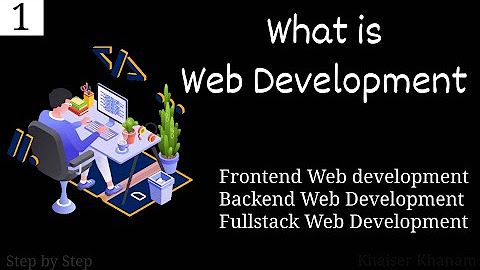 1
What is
Web Development
Frontend Web development
Backend Web Development
Fullstack Web Development
Step by Step
Khaiser Khanam